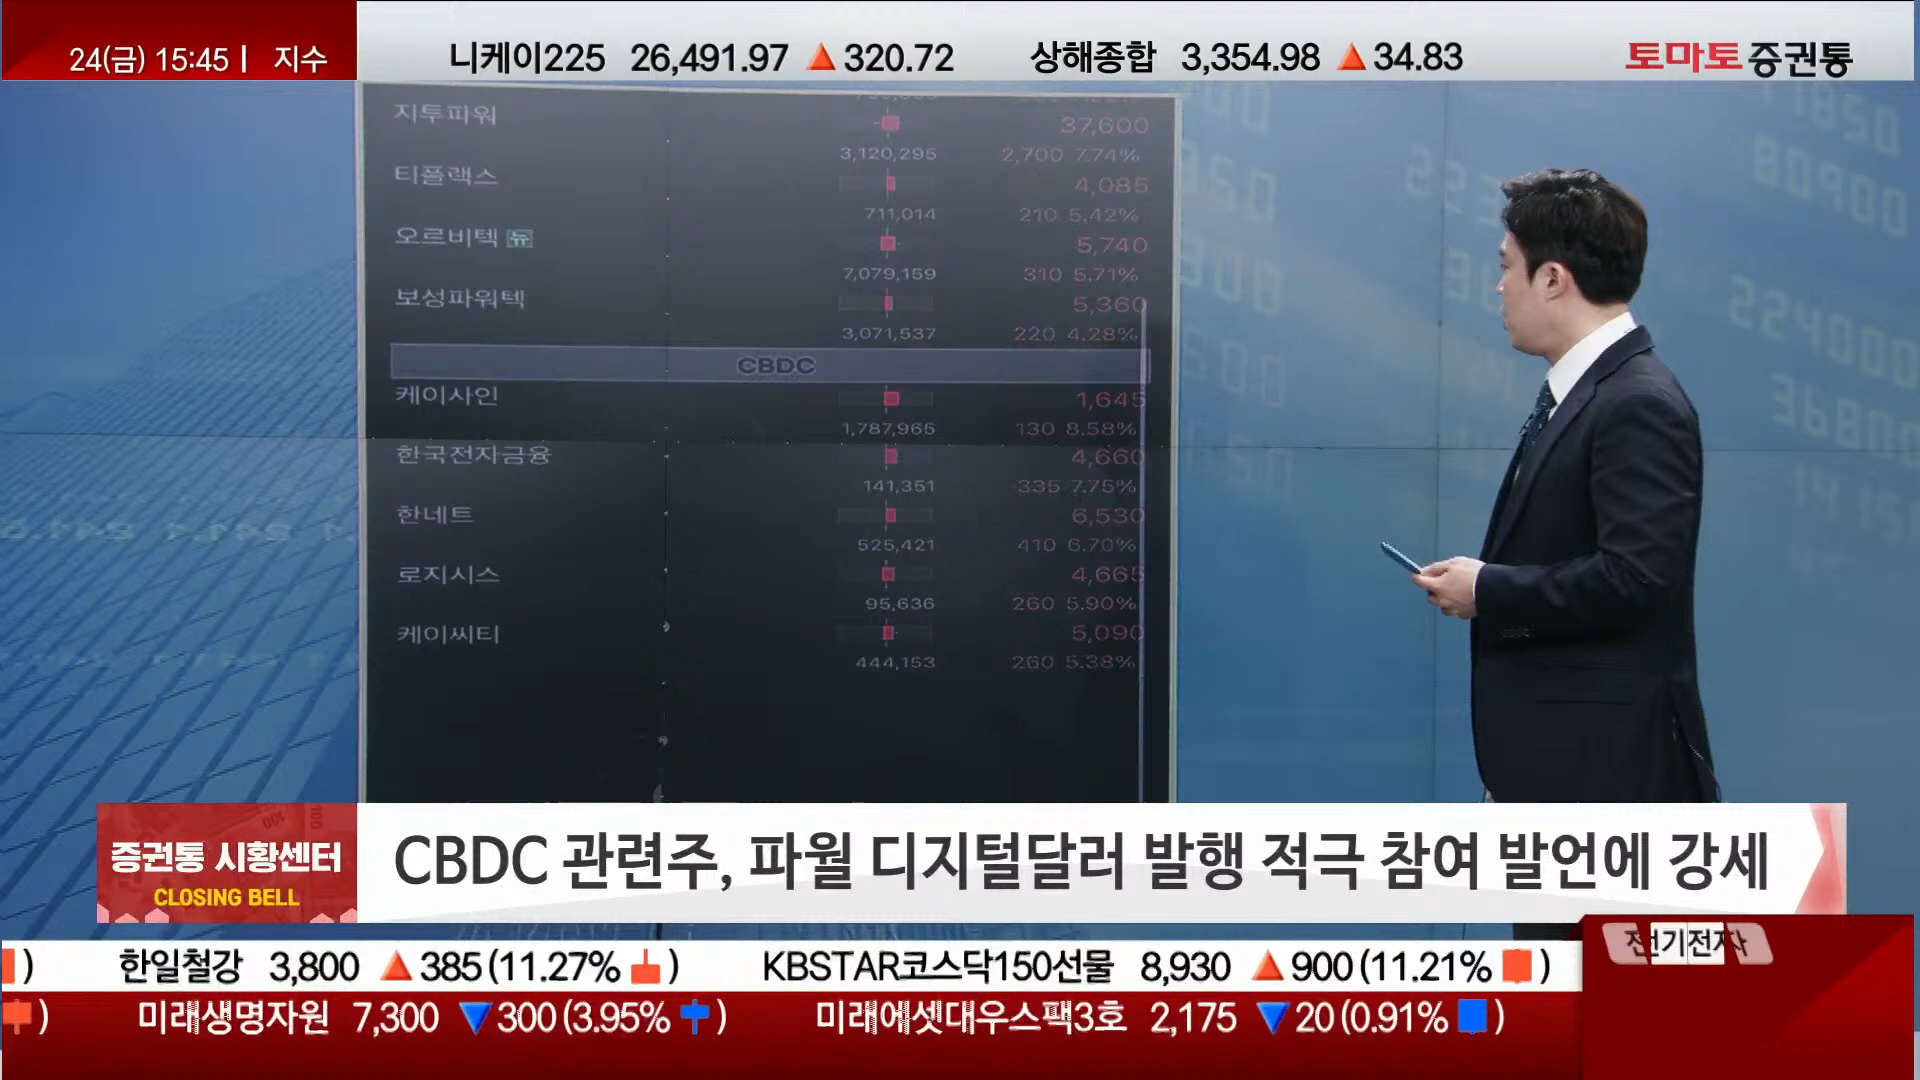 24(금) 15:45 | 지수
니케이225 26,491.97 ▲320.72 상해종합 3,354.98 ▲34.83
토마토증권통
지투파워 37,600
3,120,295 2,700 7.74%
티플랙스 4,085
711,014 210 5.42%
오르비텍 뉴 5,740
7,079,159 310 5.71%
보성파워텍 5,360
3,071,537 220 4.28%
CBDC
케이사인 1,645
1,787,965 130 8.58%
한국전자금융 4,660
141,351 335 7.75%
한네트 6,530
525,421 410 6.70%
로지시스 4,665
95,636 260 5.90%
케이씨티 5,090
444,153 260 5.38%
증권통 시황센터
CLOSING BELL
CBDC 관련주, 파월 디지털달러 발행 적극 참여 발언에 강세
) 한일철강 3,800 ▲385(11.27% ) KBSTAR코스닥150선물 8,930 ▲900(11.21% )
) 미래생명자원 7,300 ▼300(3.95% ) 미래에셋대우스팩3호 2,175 ▼20(0.91% )
전기전자